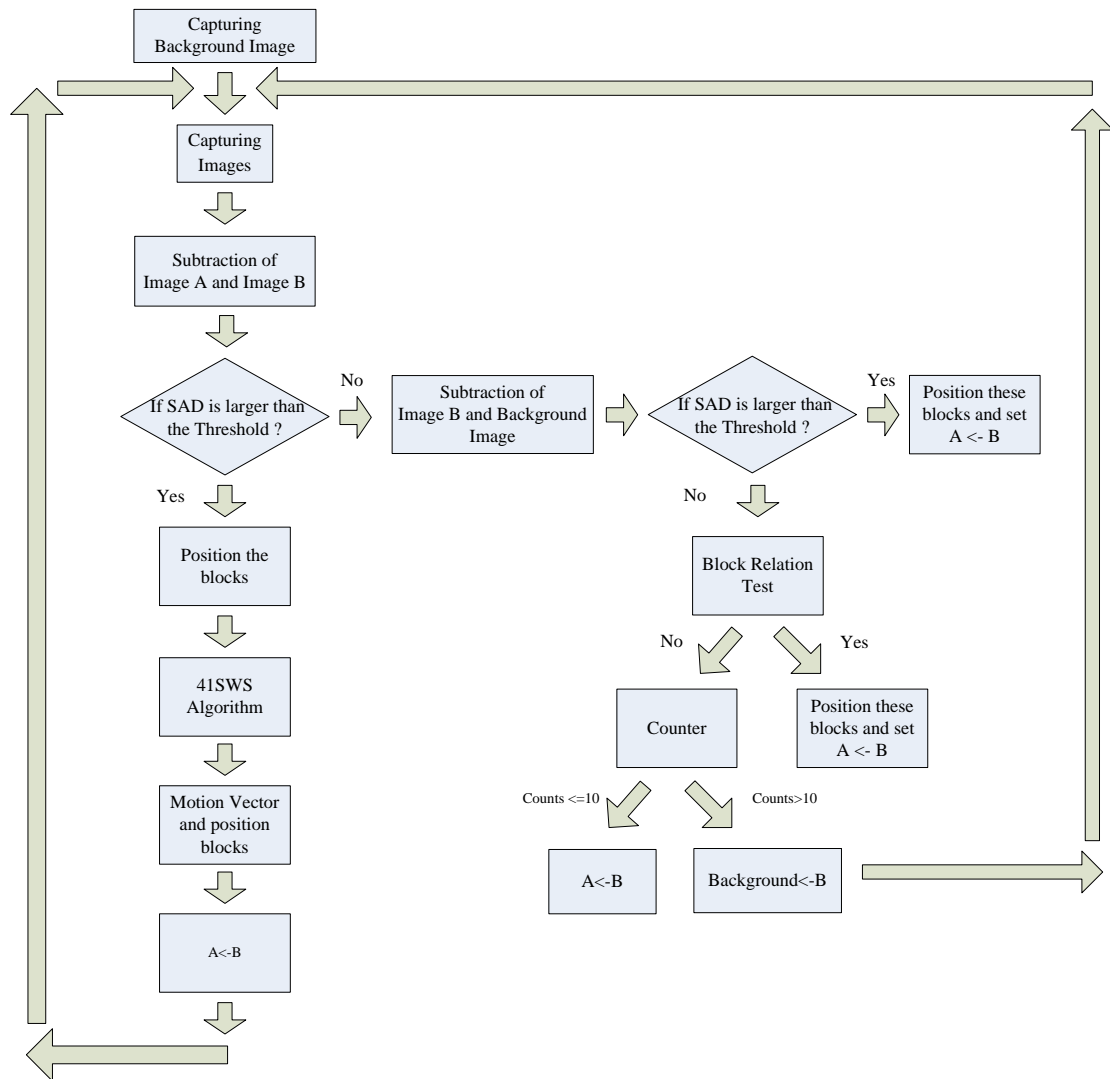 Capturing
Background Image
Capturing
Images
Subtraction of
Image A and Image B
If SAD is larger than
the Threshold ?
No
Subtraction of
Image B and Background
Image
If SAD is larger than
the Threshold ?
Yes
Position these
blocks and set
A <- B
Yes
No
Position the
blocks
Block Relation
Test
No
Yes
41SWS
Algorithm
Counter
Position these
blocks and set
A <- B
Motion Vector
and position
blocks
Counts <=10
Counts>10
A<-B
Background<-B
A<-B